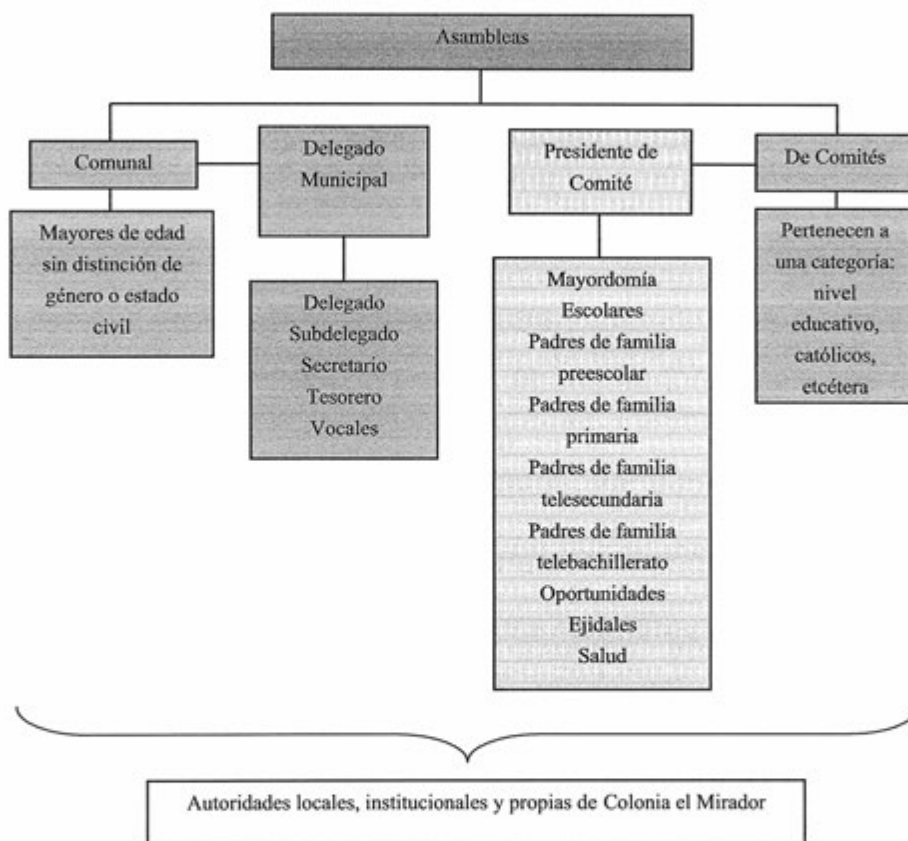 Asambleas
Comunal
Delegado
Municipal
Presidente de
Comité
De Comités
Mayores de edad
sin distinción de
género o estado
civil
Delegado
Subdelegado
Secretario
Tesorero
Vocales
Mayordomía
Escolares
Padres de familia
preescolar
Padres de familia
primaria
Padres de familia
telesecundaria
Padres de familia
telebachillerato
Oportunidades
Ejidales
Salud
Pertenecen a
una categoría:
nivel
educativo,
católicos,
etcétera
Autoridades locales, institucionales y propias de Colonia el Mirador